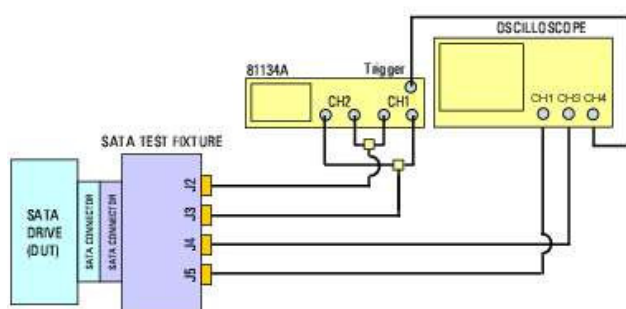 OSCILLOSCOPE
81134A
Trigger
CH2
CH1
CH1
CH3
CH4
SATA TEST FIXTURE
J2
J3
J4
J5
SATA
DRIVE
(DUT)
SATA CONNECTOR
SATA CONNECTOR